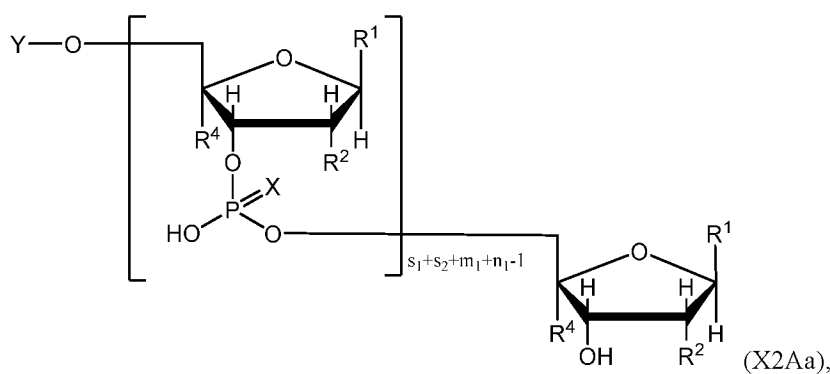 Y—O
O
R¹
H
H
R⁴
H
R²
O
X
P
HO
O
s₁+s₂+m₁+n₁-1
O
R¹
H
H
R⁴
H
OH
R²
(X2Aa),